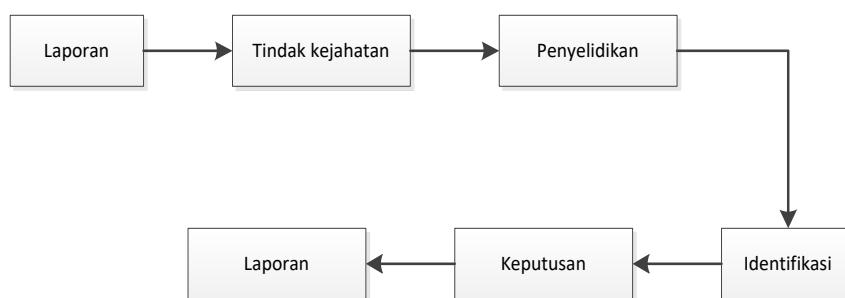 Laporan
Tindak kejahatan
Penyelidikan
Identifikasi
Keputusan
Laporan